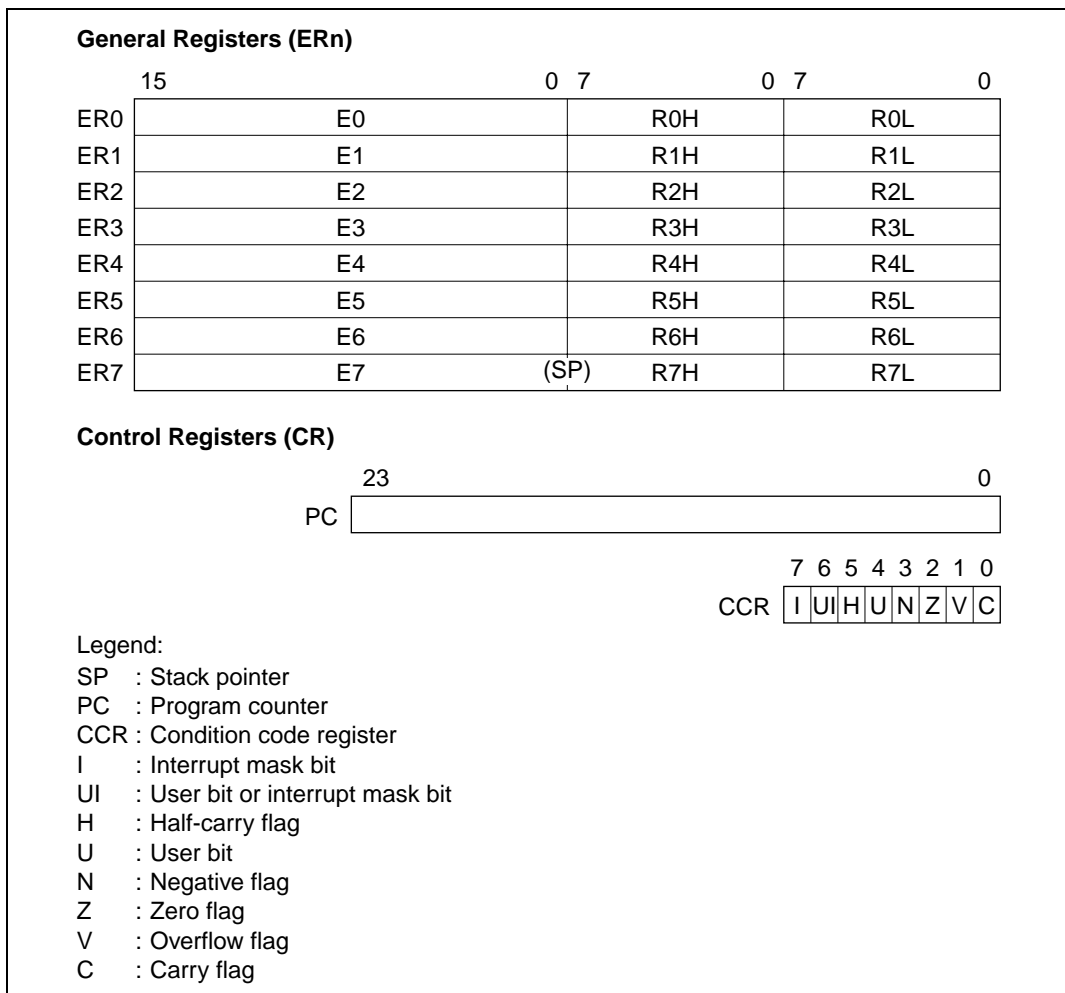 General Registers (ERn)
15 0 7 0 7 0
ER0 E0 R0H R0L
ER1 E1 R1H R1L
ER2 E2 R2H R2L
ER3 E3 R3H R3L
ER4 E4 R4H R4L
ER5 E5 R5H R5L
ER6 E6 R6H R6L
ER7 E7 (SP) R7H R7L
Control Registers (CR)
23 0
PC
7 6 5 4 3 2 1 0
CCR I UI H U N Z V C
Legend:
SP : Stack pointer
PC : Program counter
CCR : Condition code register
I : Interrupt mask bit
UI : User bit or interrupt mask bit
H : Half-carry flag
U : User bit
N : Negative flag
Z : Zero flag
V : Overflow flag
C : Carry flag